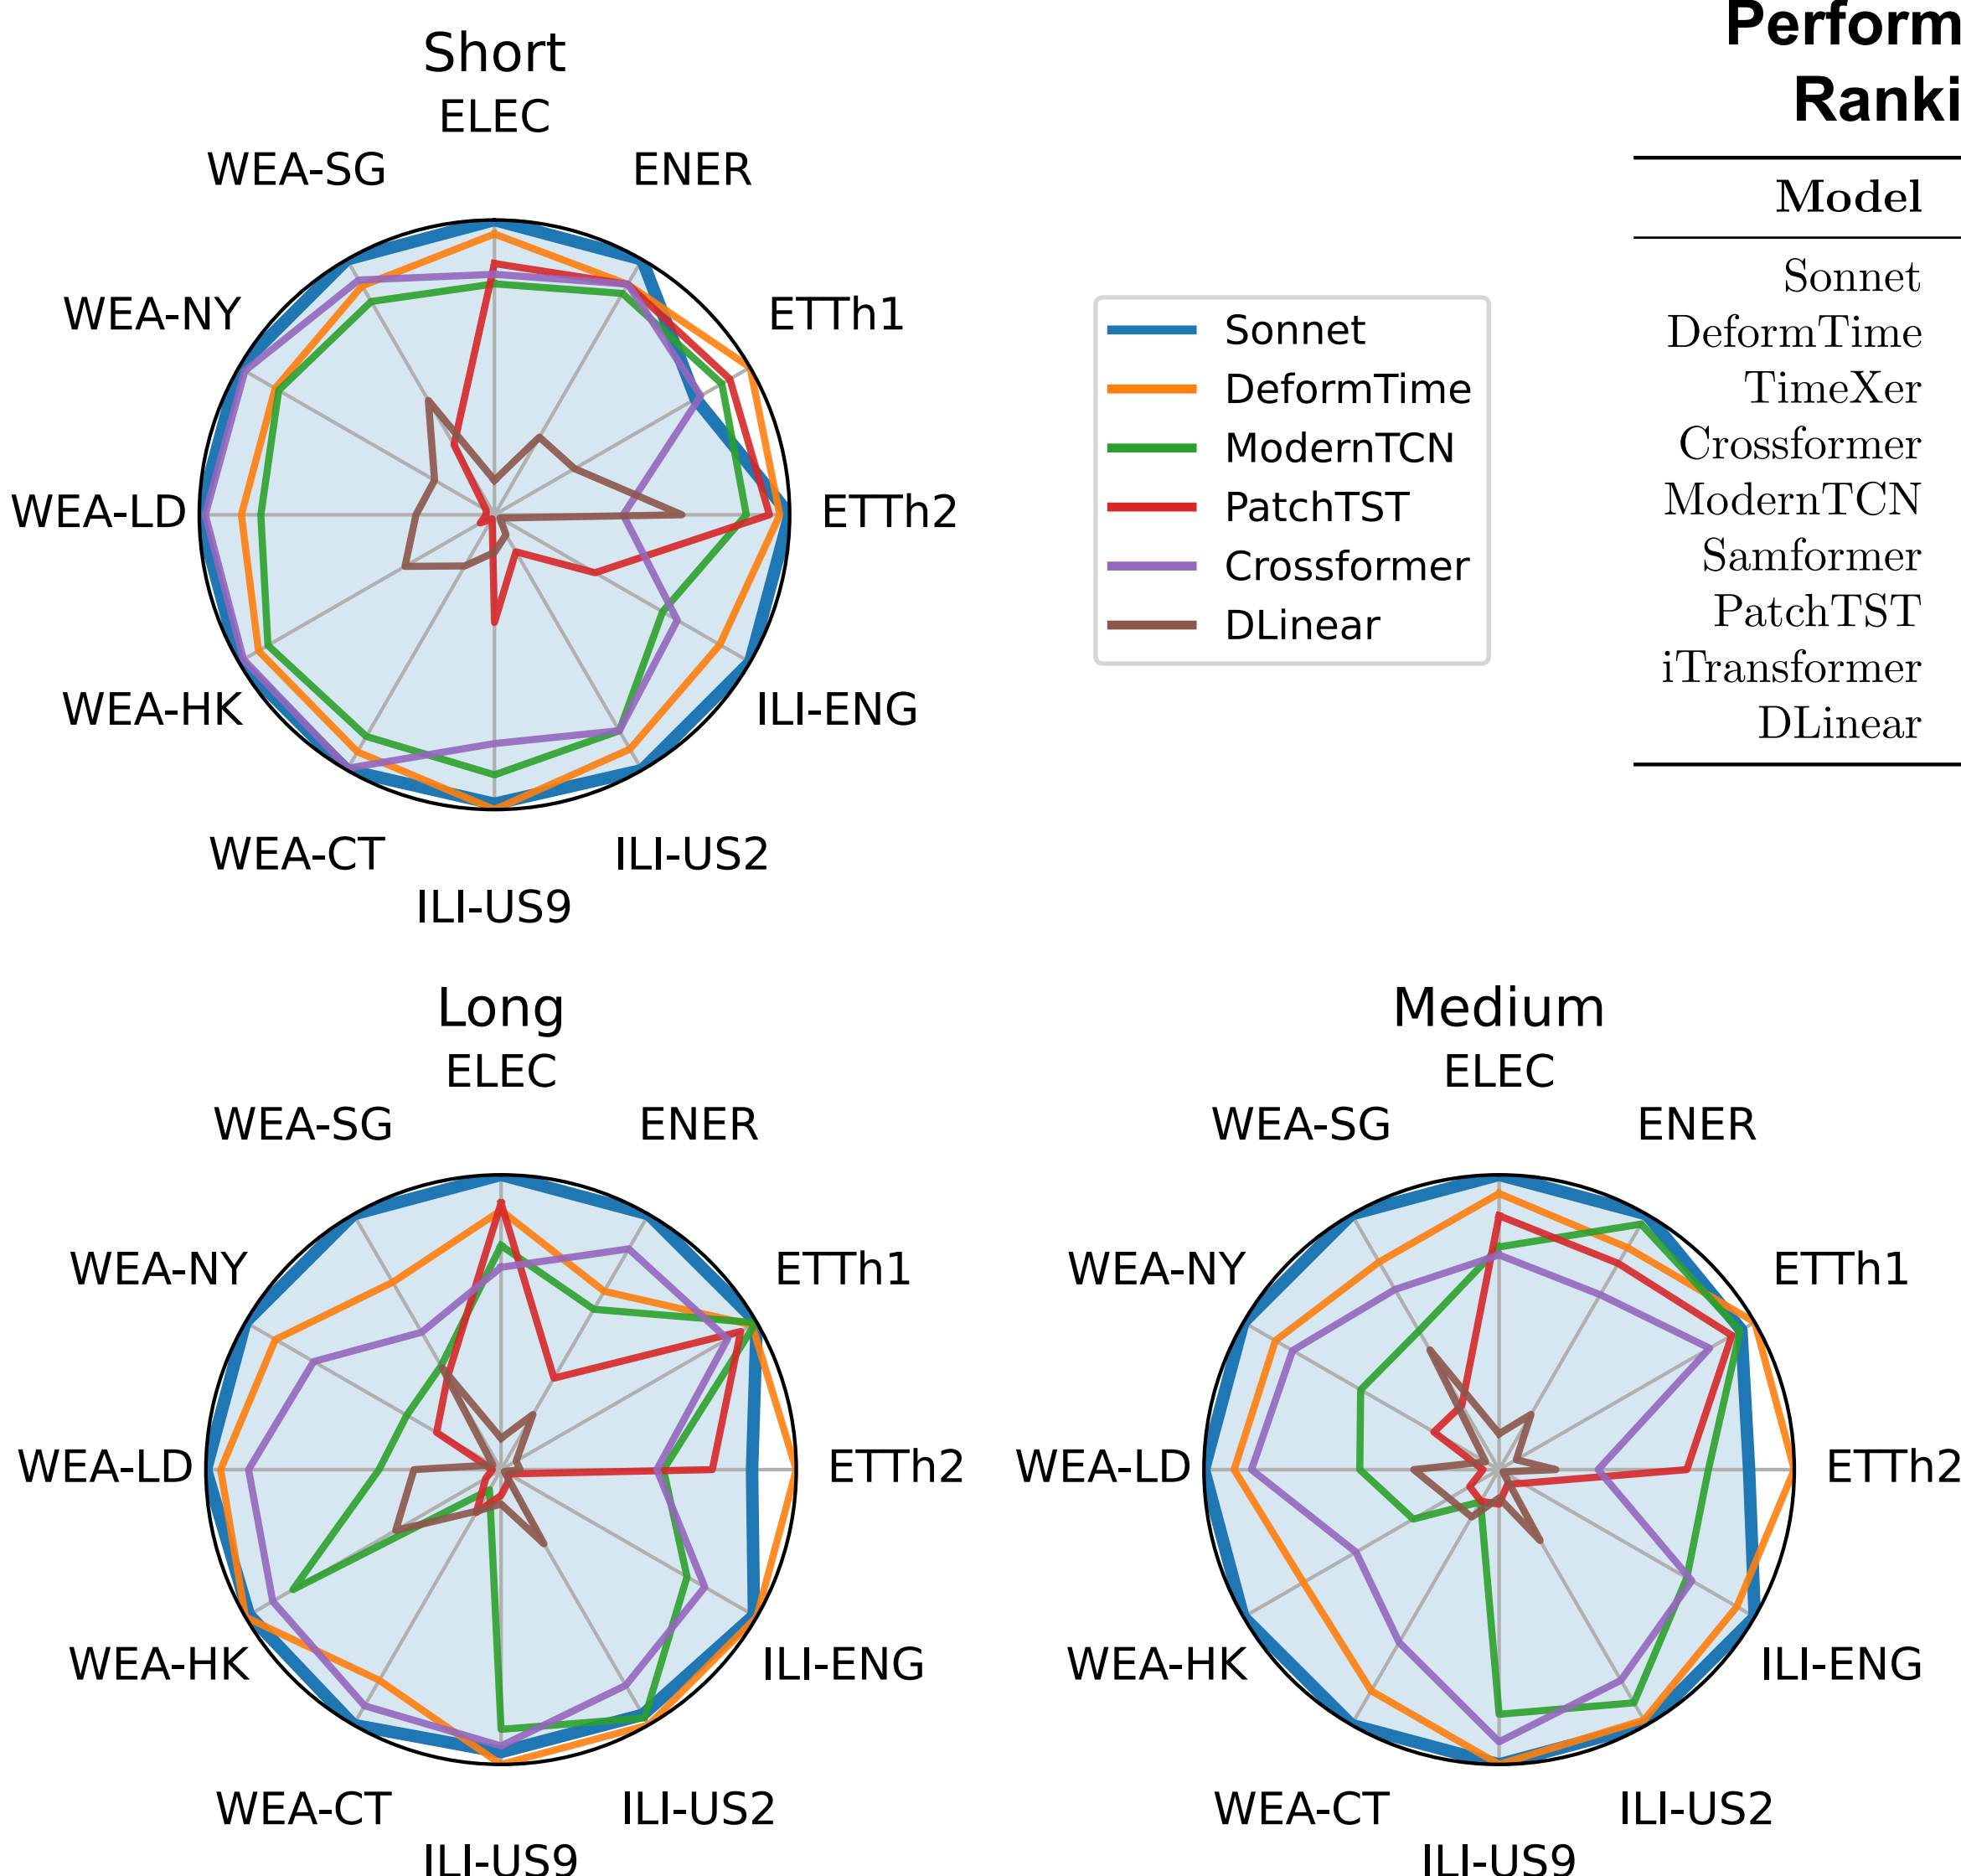 Short
ELEC
ENER
ETTh1
ETTh2
ILI-ENG
ILI-US2
ILI-US9
WEA-CT
WEA-HK
WEA-LD
WEA-NY
WEA-SG
Sonnet
DeformTime
ModernTCN
PatchTST
Crossformer
DLinear
Perform
Ranki
Model
Sonnet
DeformTime
TimeXer
Crossformer
ModernTCN
Samformer
PatchTST
iTransformer
DLinear
Long
ELEC
ENER
ETTh1
ETTh2
ILI-ENG
ILI-US2
ILI-US9
WEA-CT
WEA-HK
WEA-LD
WEA-NY
WEA-SG
Medium
ELEC
ENER
ETTh1
ETTh2
ILI-ENG
ILI-US2
ILI-US9
WEA-CT
WEA-HK
WEA-LD
WEA-NY
WEA-SG